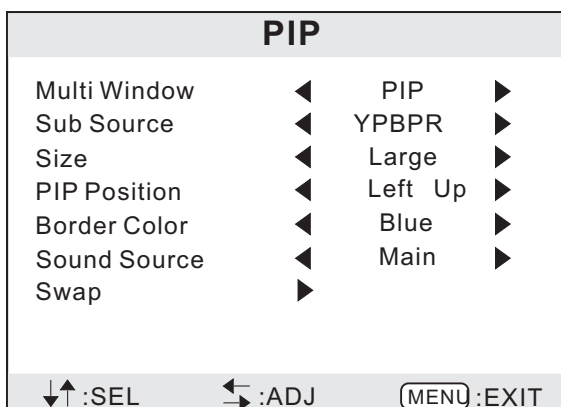 PIP
Multi Window ◀ PIP ▶
Sub Source ◀ YPBPR ▶
Size ◀ Large ▶
PIP Position ◀ Left Up ▶
Border Color ◀ Blue ▶
Sound Source ◀ Main ▶
Swap ▶
:SEL :ADJ MENU :EXIT